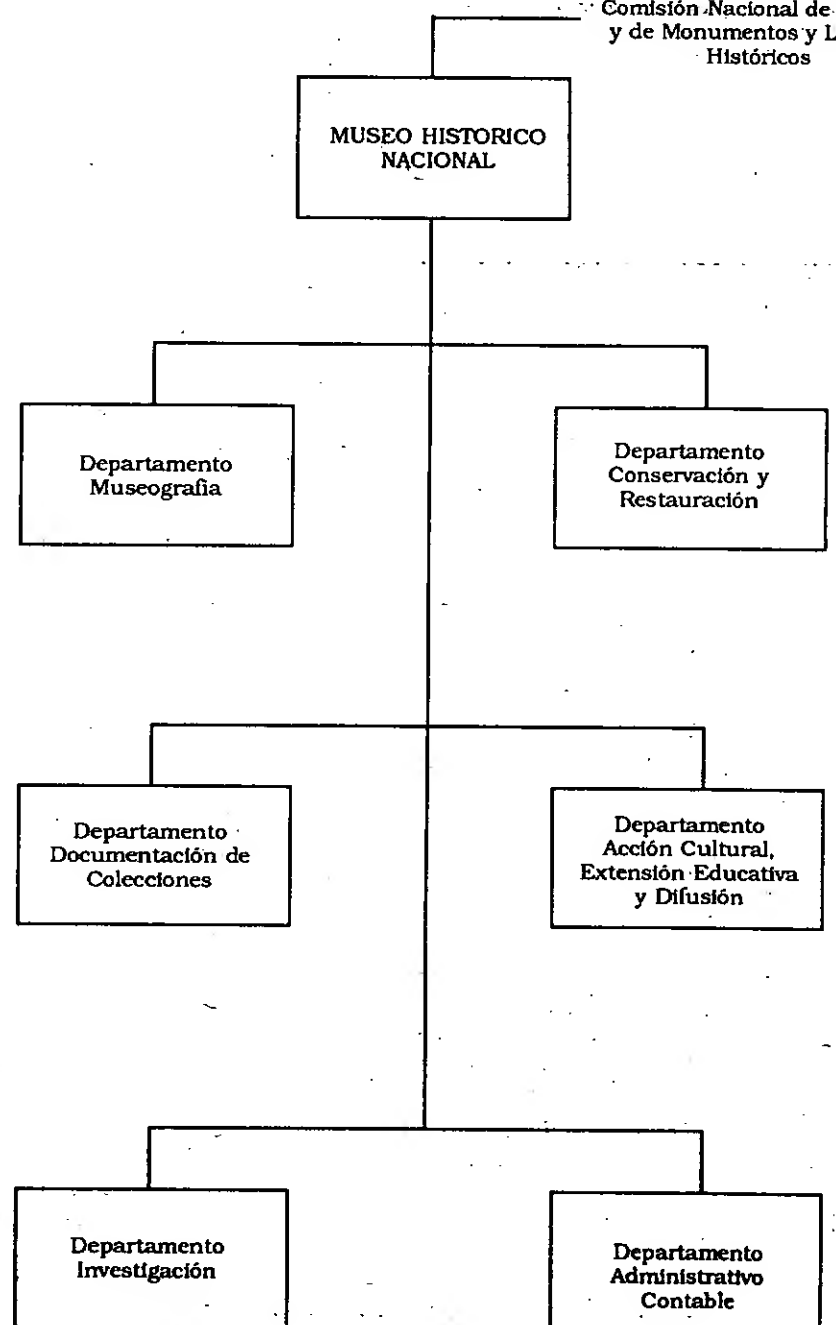 Comisión Nacional de
y de Monumentos y
Históricos
MUSEO HISTORICO
NACIONAL
Departamento
Museografía
Departamento
Conservación y
Restauración
Departamento
Documentación de
Colecciones
Departamento
Acción Cultural,
Extensión Educativa
y Difusión
Departamento
Investigación
Departamento
Administrativo
Contable